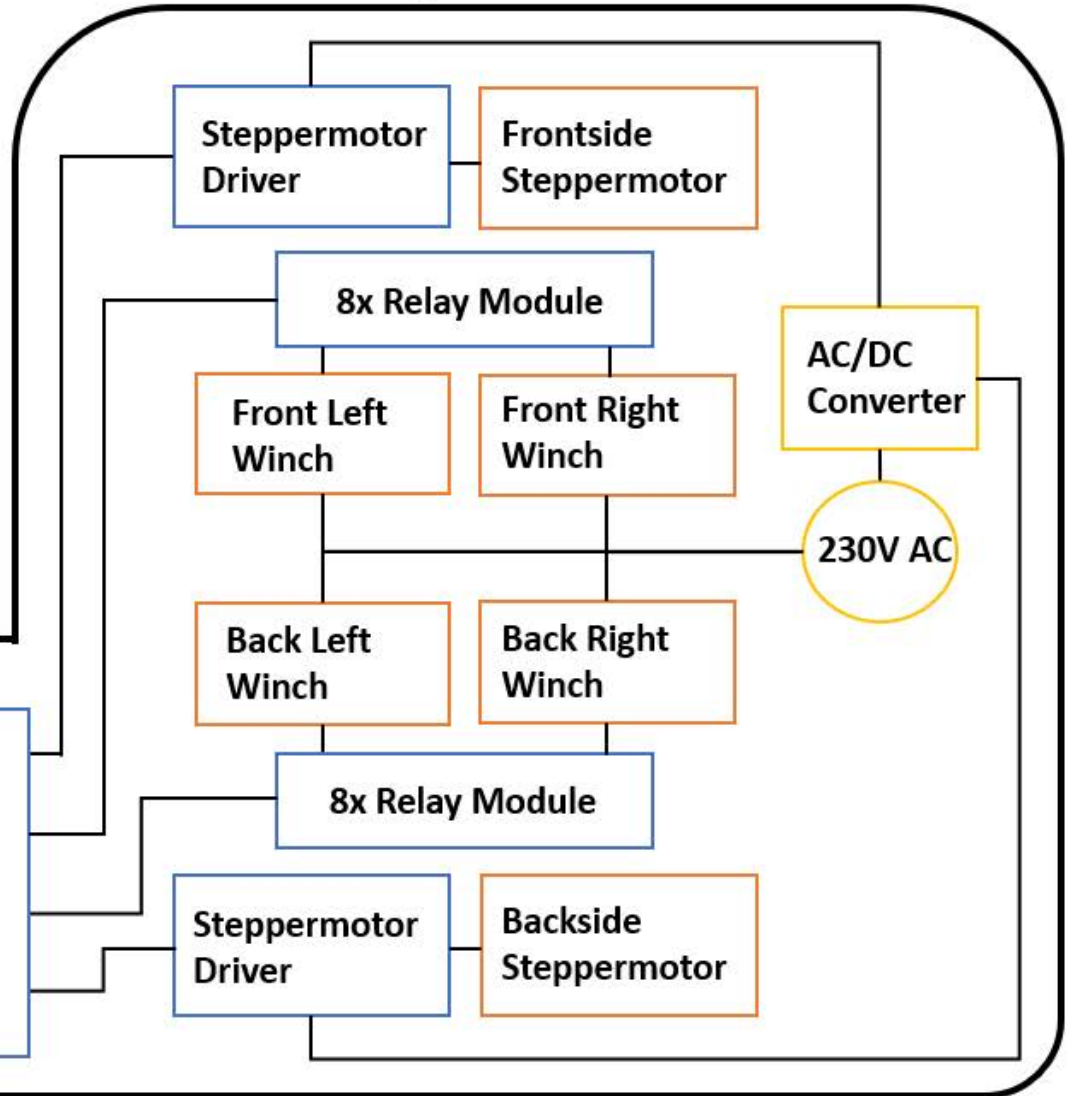 Steppermotor
Driver
Frontside
Steppermotor
8x Relay Module
AC/DC
Converter
Front Left
Winch
Front Right
Winch
230V AC
Back Left
Winch
Back Right
Winch
8x Relay Module
Steppermotor
Driver
Backside
Steppermotor